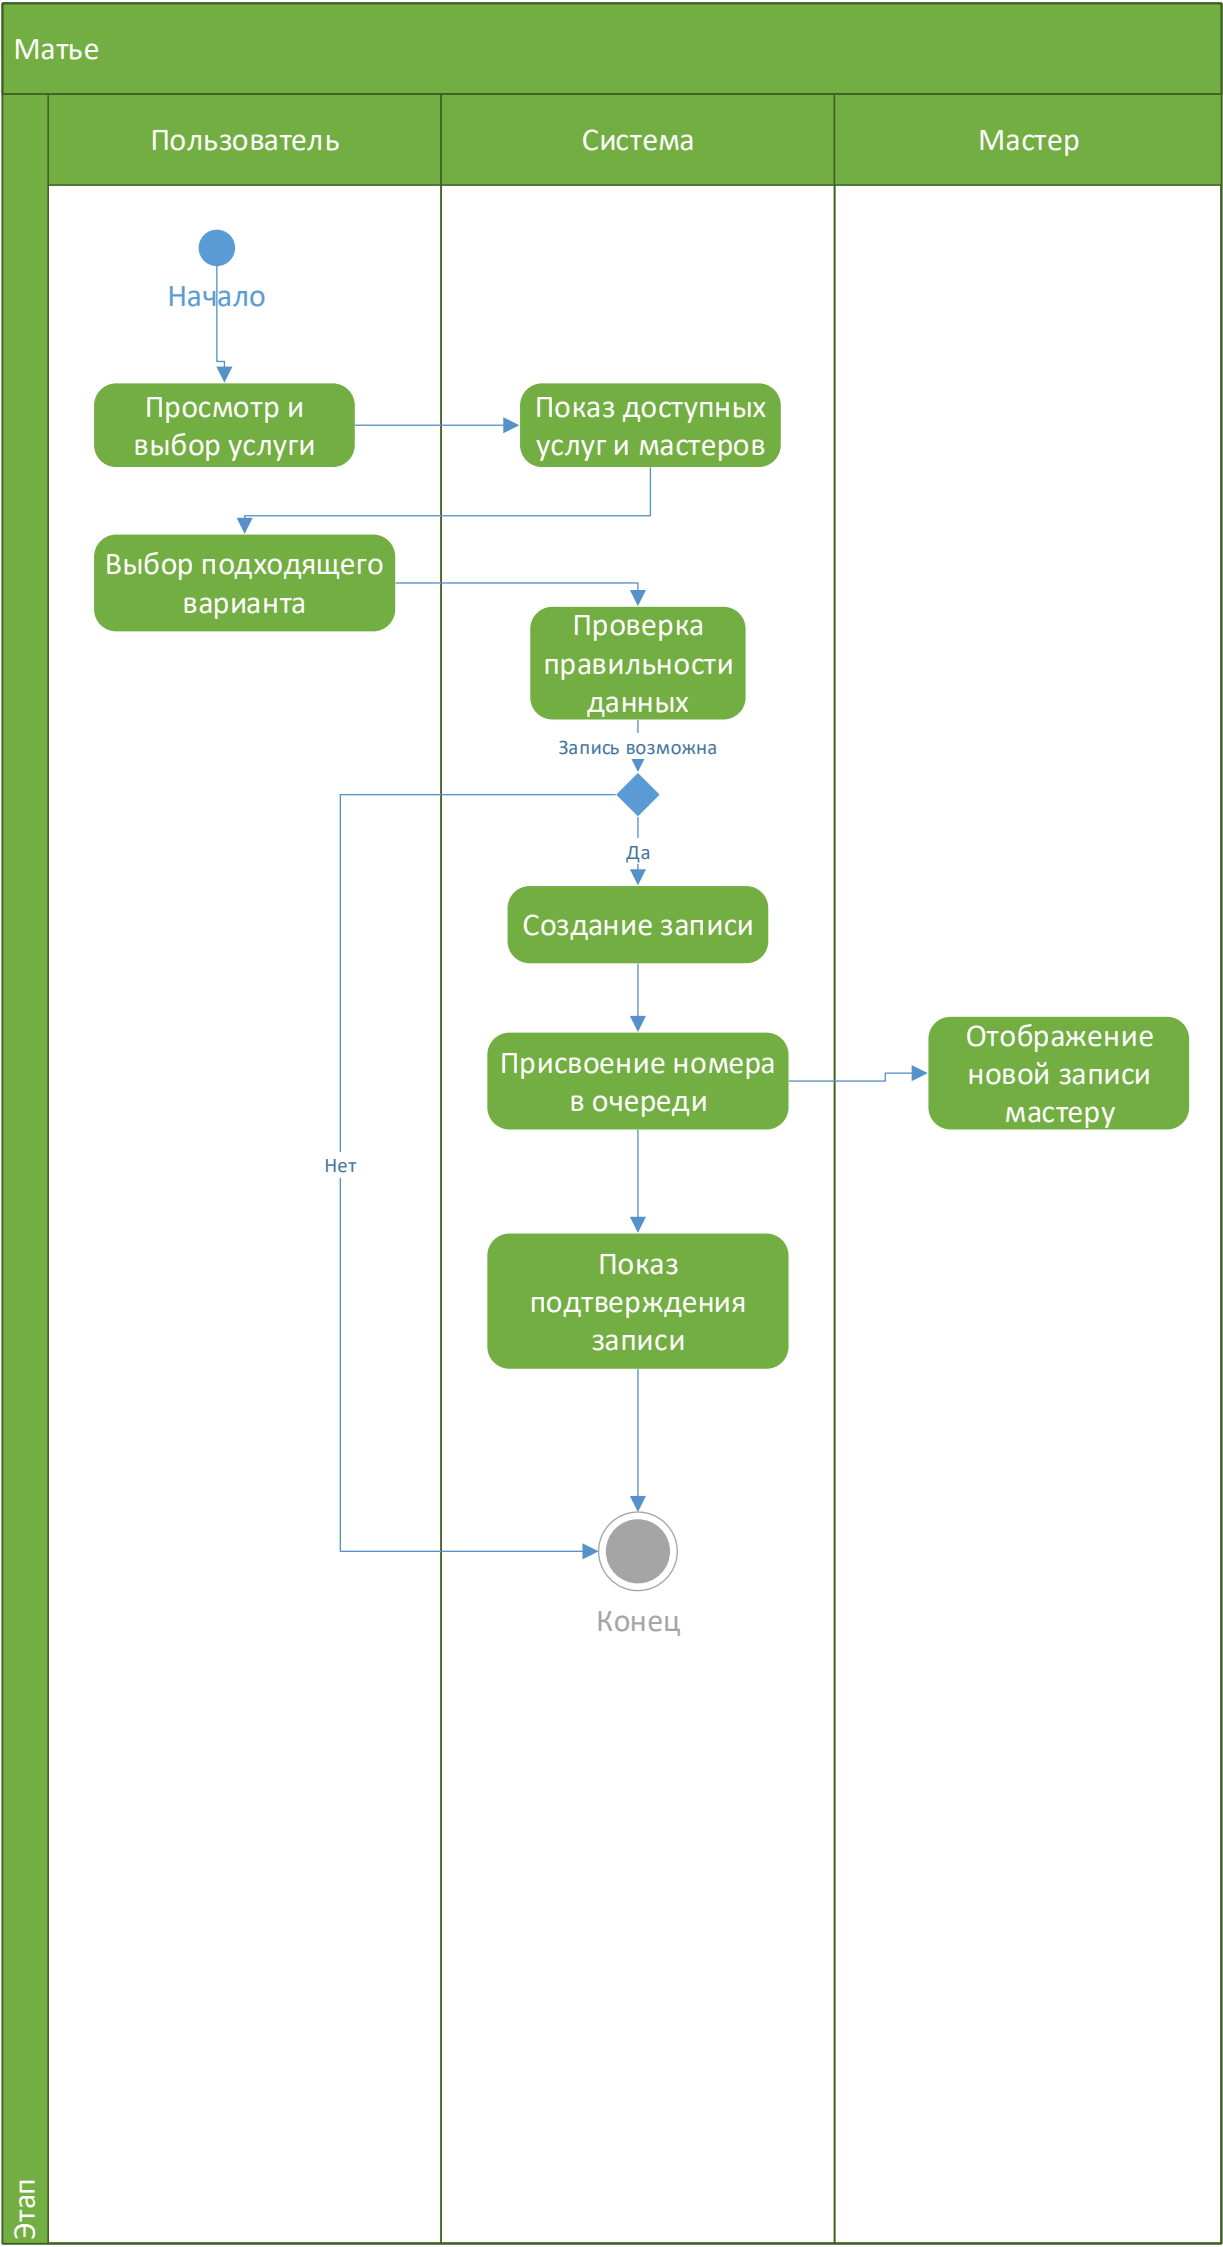 Матье
Пользователь
Система
Мастер
Начало
Просмотр и
выбор услуги
Показ доступных
услуг и мастеров
Выбор подходящего
варианта
Проверка
правильности
данных
Запись возможна
Да
Создание записи
Присвоение номера
в очереди
Отображение
новой записи
мастеру
Нет
Показ
подтверждения
записи
Конец
Этап